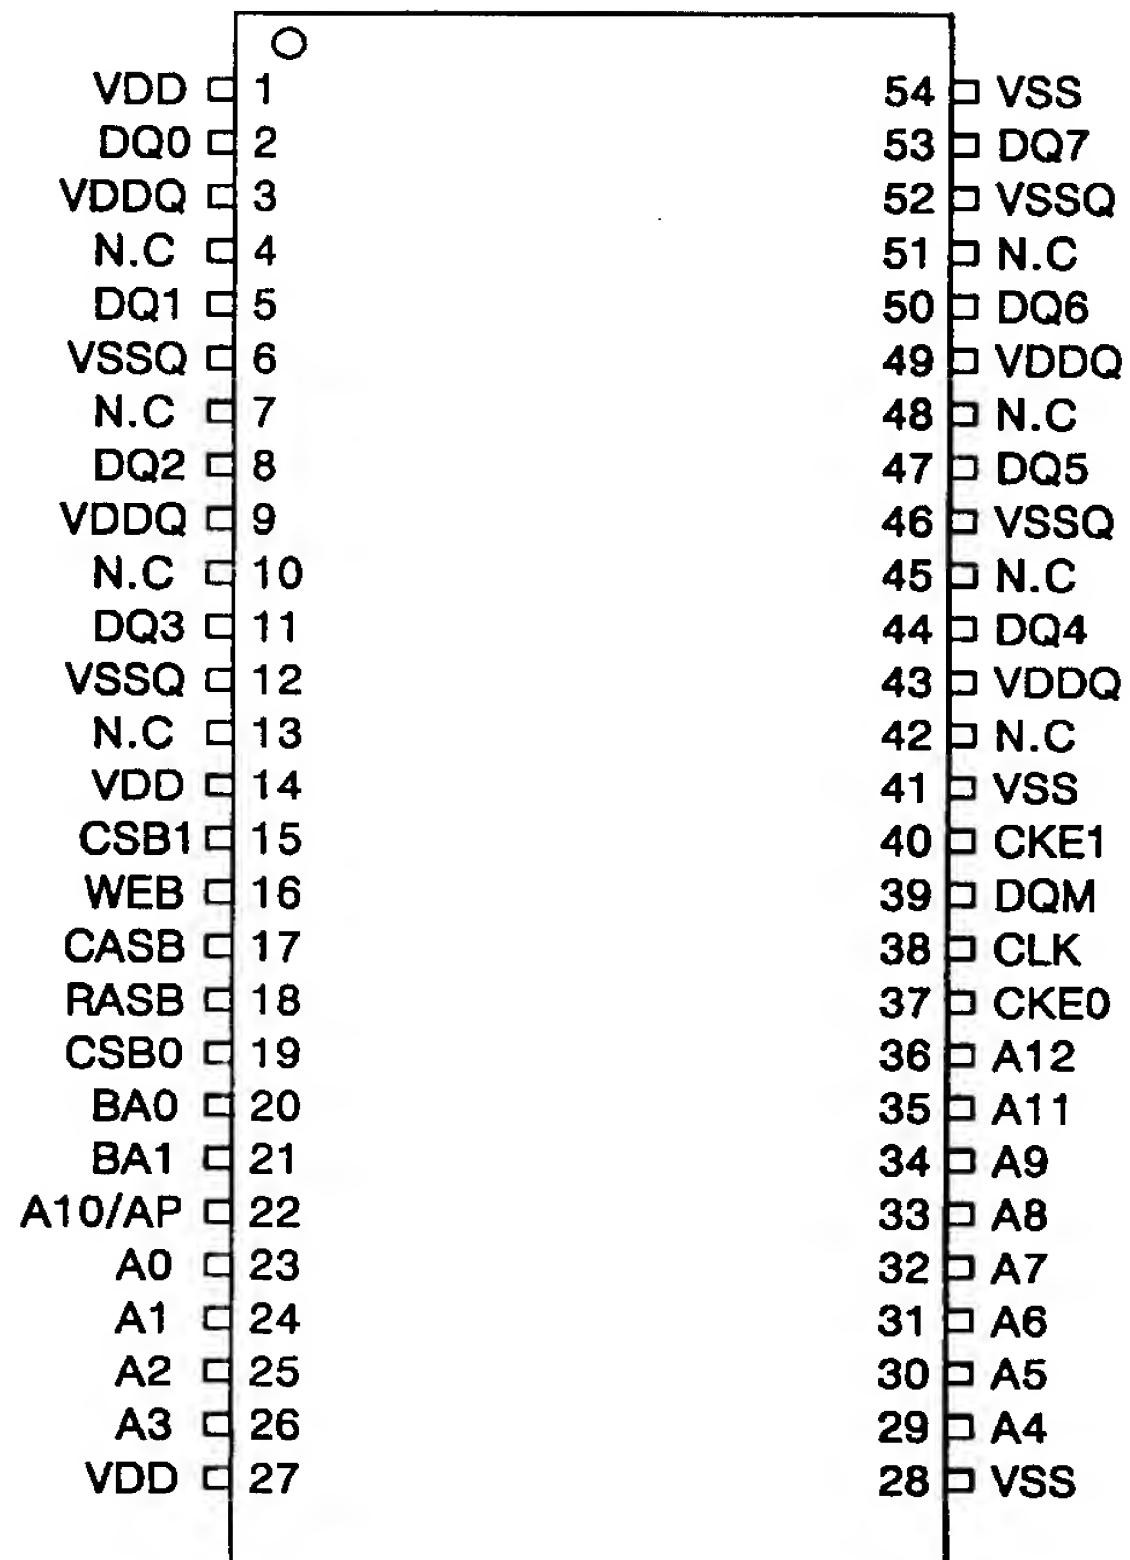 VDD 1 54 VSS
DQ0 2 53 DQ7
VDDQ 3 52 VSSQ
N.C 4 51 N.C
DQ1 5 50 DQ6
VSSQ 6 49 VDDQ
N.C 7 48 N.C
DQ2 8 47 DQ5
VDDQ 9 46 VSSQ
N.C 10 45 N.C
DQ3 11 44 DQ4
VSSQ 12 43 VDDQ
N.C 13 42 N.C
VDD 14 41 VSS
CSB1 15 40 CKE1
WEB 16 39 DQM
CASB 17 38 CLK
RASB 18 37 CKE0
CSB0 19 36 A12
BA0 20 35 A11
BA1 21 34 A9
A10/AP 22 33 A8
A0 23 32 A7
A1 24 31 A6
A2 25 30 A5
A3 26 29 A4
VDD 27 28 VSS